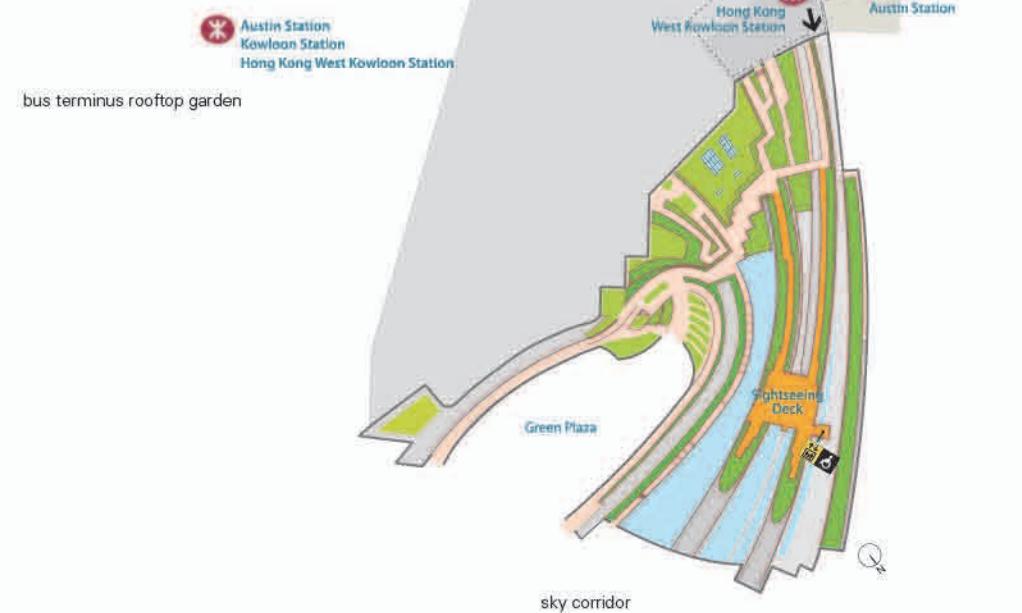 Hong Kong
West Kowloon Station
Austin Station
Austin Station
Kowloon Station
Hong Kong West Kowloon Station
bus terminus rooftop garden
Sightseeing
Deck
Green Plaza
N
sky corridor